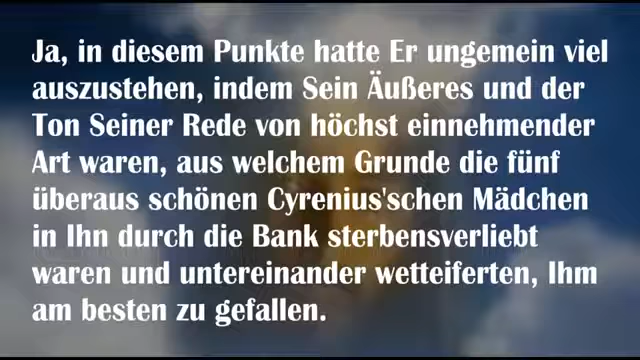 Ja, in diesem Punkte hatte Er ungemein viel
auszustehen, indem Sein Äußeres und der
Ton Seiner Rede von höchst einnehmender
Art waren, aus welchem Grunde die fünf
überaus schönen Cyrenius'schen Mädchen
in Ihn durch die Bank sterbensverliebt
waren und untereinander wetteiferten, Ihm
am besten zu gefallen.